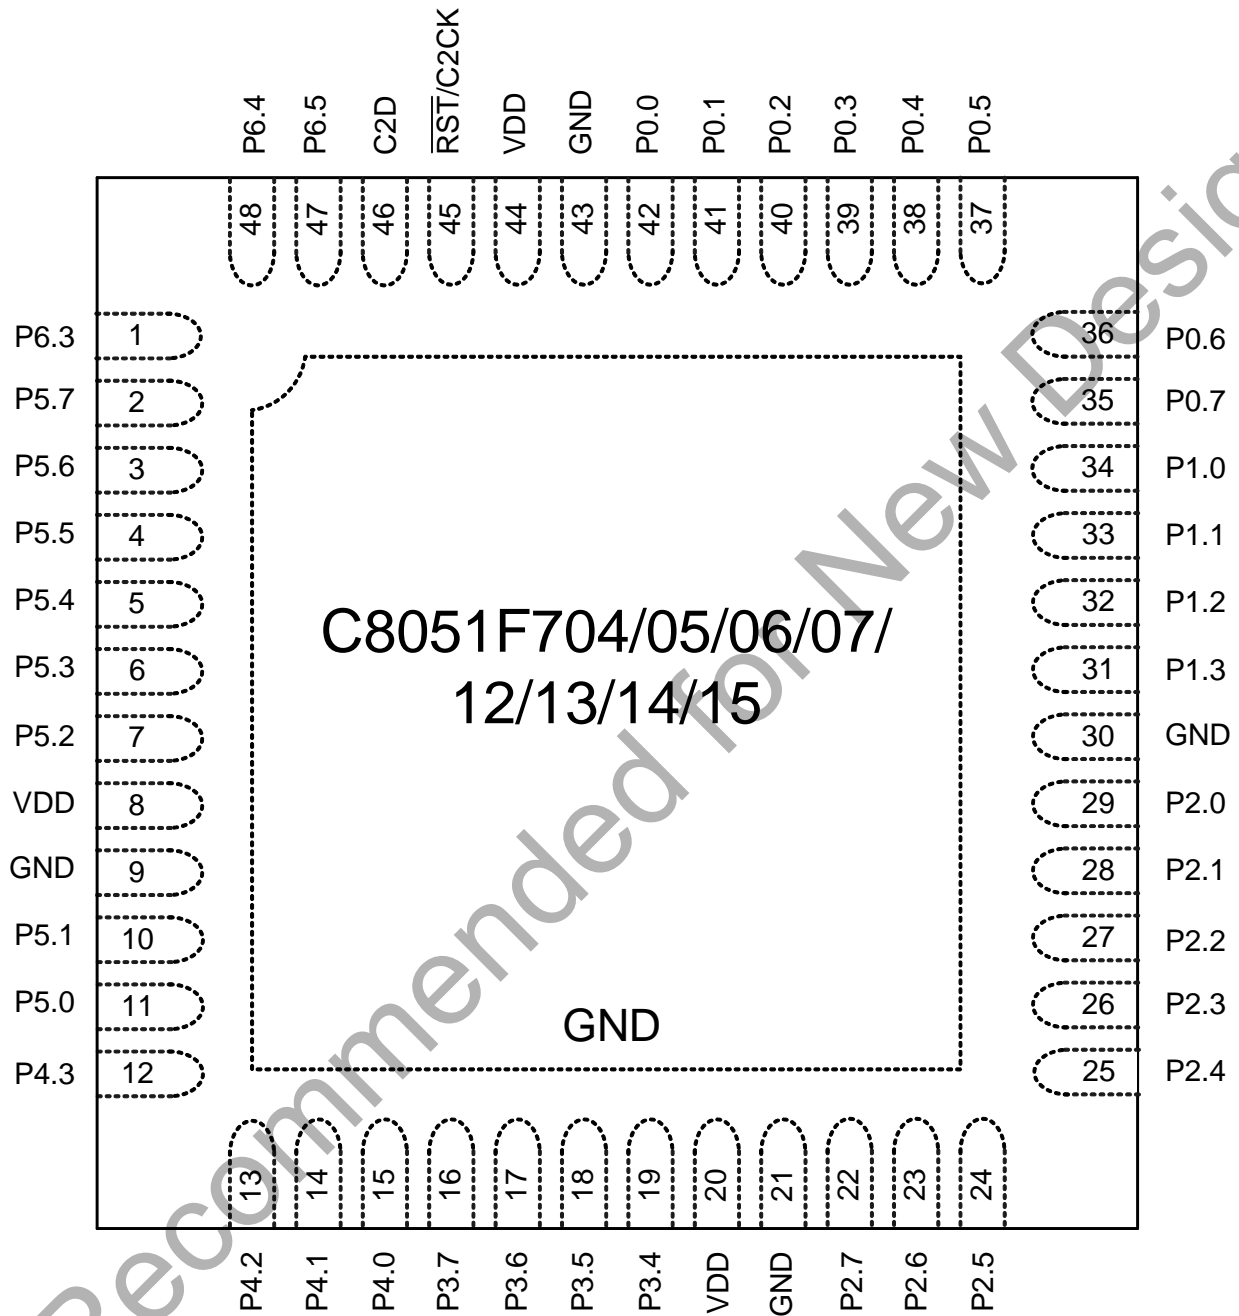 P6.4
P6.5
C2D
RST/C2CK
VDD
GND
P0.0
P0.1
P0.2
P0.3
P0.4
P0.5
48
47
46
45
44
43
42
41
40
39
38
37
P6.3 1
P5.7 2
P5.6 3
P5.5 4
P5.4 5
P5.3 6
P5.2 7
VDD 8
GND 9
P5.1 10
P5.0 11
P4.3 12
36 P0.6
35 P0.7
34 P1.0
33 P1.1
32 P1.2
31 P1.3
30 GND
29 P2.0
28 P2.1
27 P2.2
26 P2.3
25 P2.4
C8051F704/05/06/07/
12/13/14/15
GND
13
14
15
16
17
18
19
20
21
22
23
24
P4.2
P4.1
P4.0
P3.7
P3.6
P3.5
P3.4
VDD
GND
P2.7
P2.6
P2.5
Recommended for New Desig